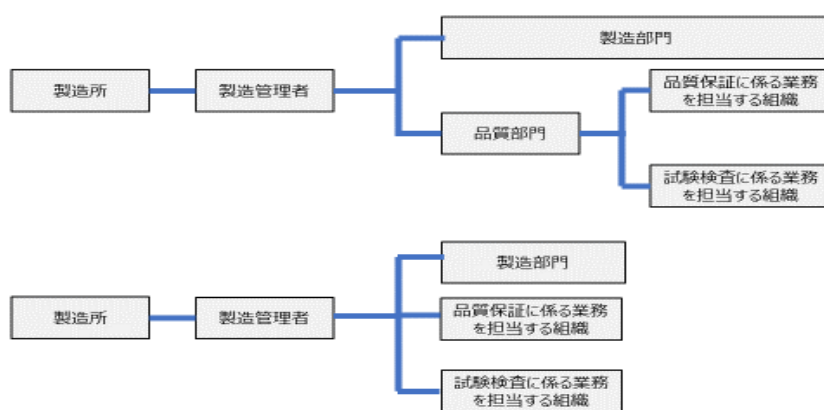 製造部門
品質保証に係る業務
を担当する組織
製造所
製造管理者
品質部門
試験検査に係る業務
を担当する組織
製造部門
製造所
製造管理者
品質保証に係る業務
を担当する組織
試験検査に係る業務
を担当する組織